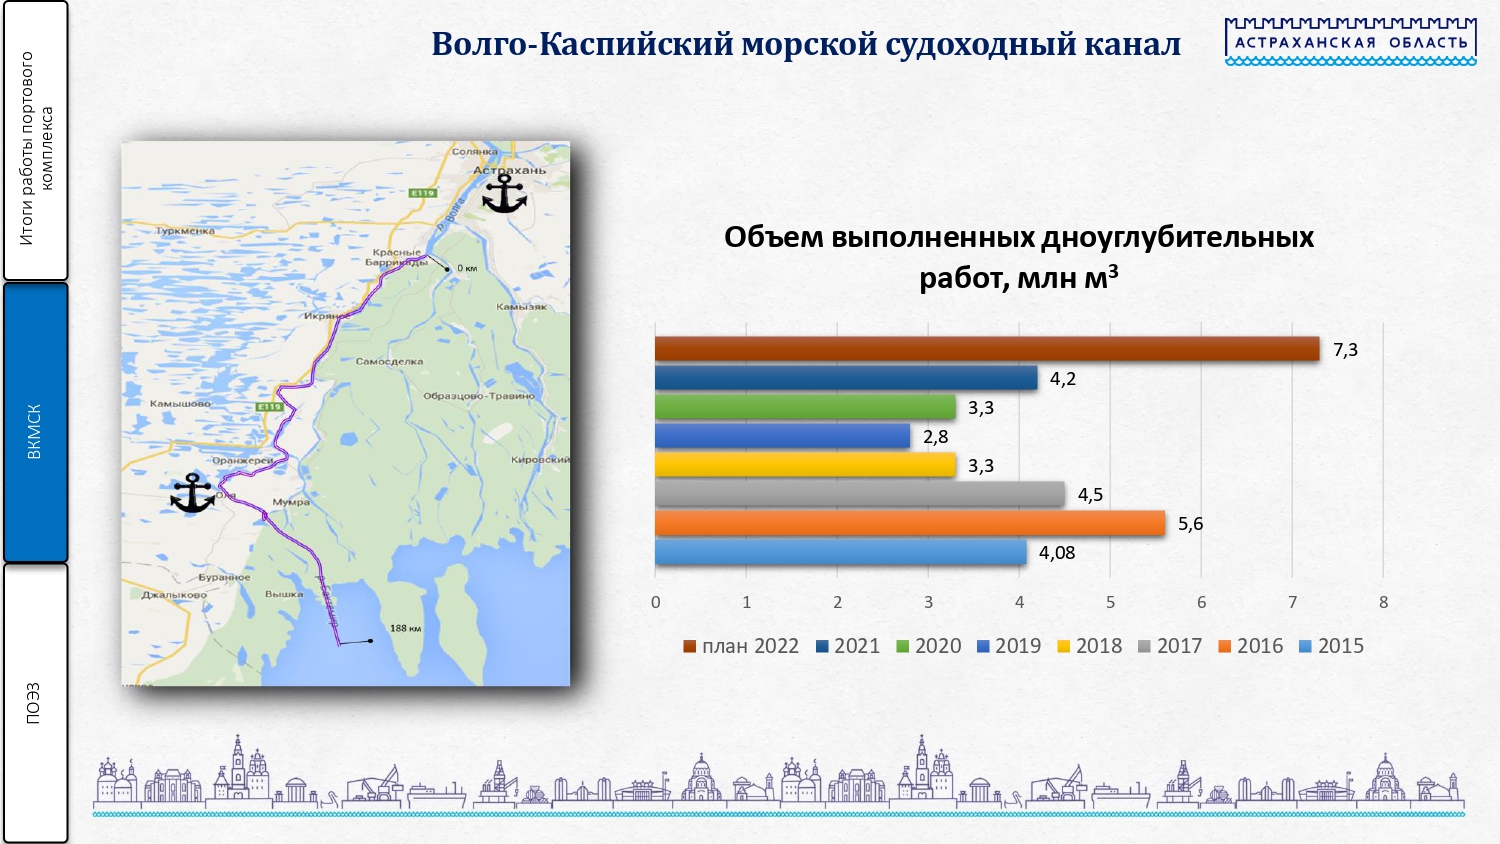 Волго-Каспийский морской судоходный канал
АСТРАХАНСКАЯ ОБЛАСТЬ
Итоги работы портового
комплекса
ВКМСК
ПОЭЗ
Солянка
Астрахань
E119
р. Волга
Туркменка
Красные
Баррикады
0 км
Камызяк
Икряное
Самосделка
Образцово-Травино
Камышово
E119
Оранжереи
Кировский
Оля
Мумра
Буранное
Джалыково
Вышка
188 км
Объем выполненных дноуглубительных
работ, млн м³
7,3
4,2
3,3
2,8
3,3
4,5
5,6
4,08
0 1 2 3 4 5 6 7 8
план 2022 2021 2020 2019 2018 2017 2016 2015